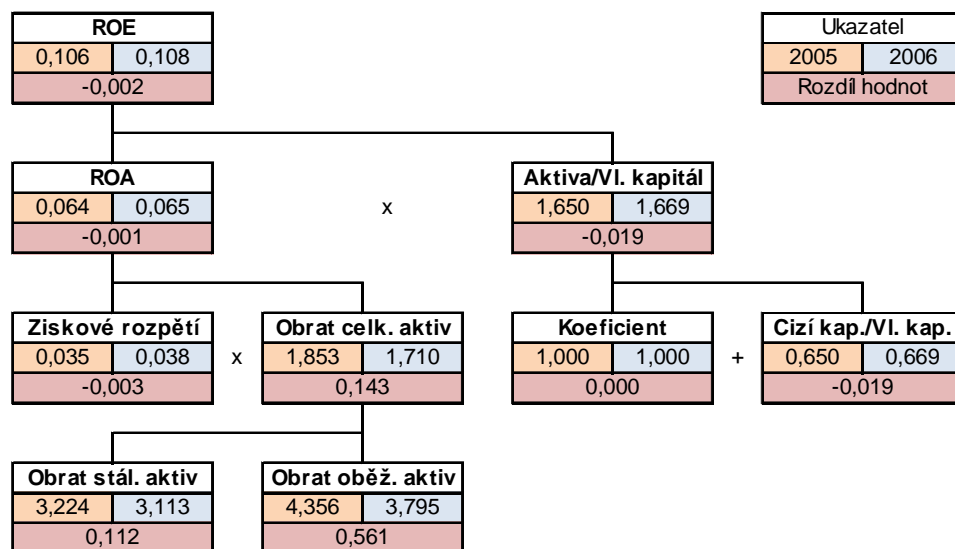 ROE
0,106 0,108
-0,002
Ukazatel
2005 2006
Rozdíl hodnot
ROA
0,064 0,065
-0,001
x
Aktiva/Vl. kapitál
1,650 1,669
-0,019
Ziskové rozpětí
0,035 0,038
-0,003
x
Obrat celk. aktiv
1,853 1,710
0,143
Koeficient
1,000 1,000
0,000
+
Cizí kap./Vl. kap.
0,650 0,669
-0,019
Obrat stál. aktiv
3,224 3,113
0,112
Obrat oběž. aktiv
4,356 3,795
0,561